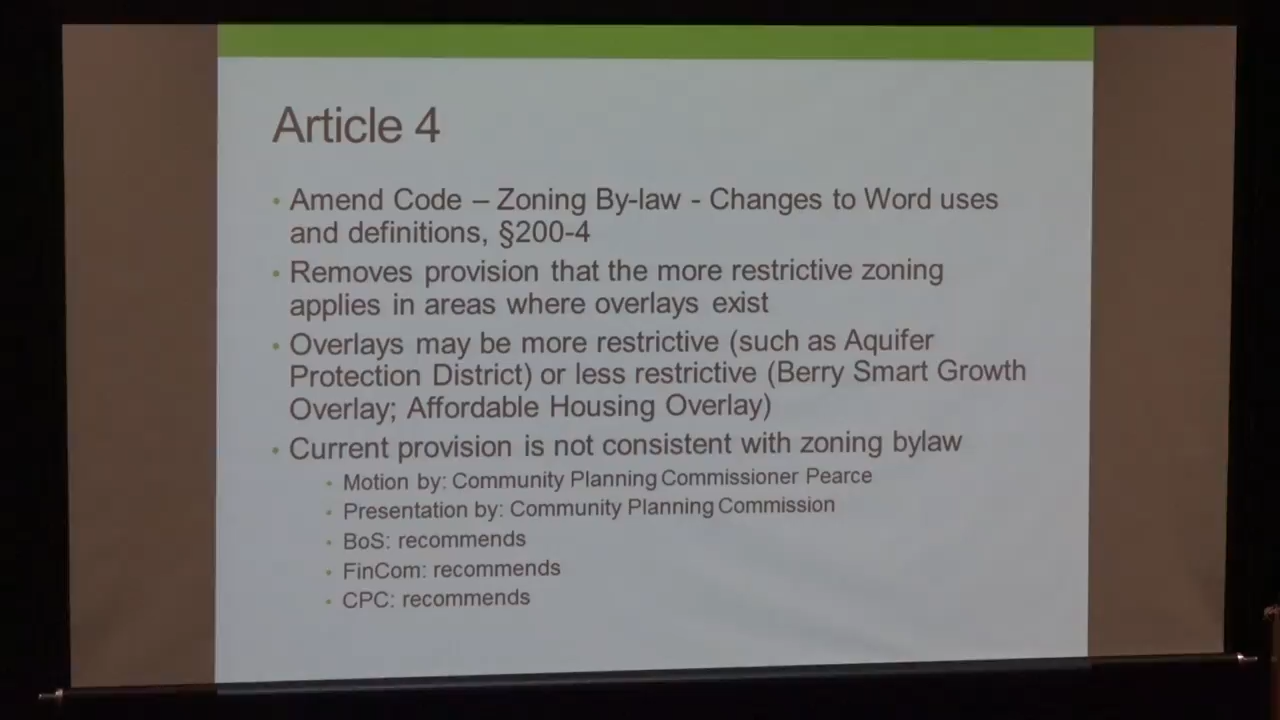 Article 4
• Amend Code – Zoning By-law - Changes to Word uses
and definitions, §200-4
• Removes provision that the more restrictive zoning
applies in areas where overlays exist
• Overlays may be more restrictive (such as Aquifer
Protection District) or less restrictive (Berry Smart Growth
Overlay; Affordable Housing Overlay)
• Current provision is not consistent with zoning bylaw
• Motion by: Community Planning Commissioner Pearce
• Presentation by: Community Planning Commission
• BoS: recommends
• FinCom: recommends
• CPC: recommends